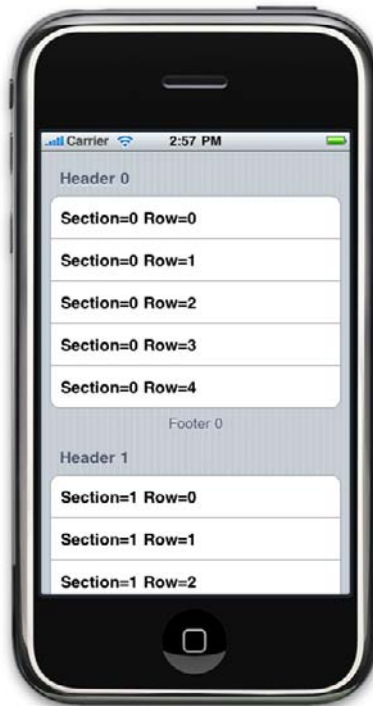 Carrier 2:57 PM
Header 0
Section=0 Row=0
Section=0 Row=1
Section=0 Row=2
Section=0 Row=3
Section=0 Row=4
Footer 0
Header 1
Section=1 Row=0
Section=1 Row=1
Section=1 Row=2